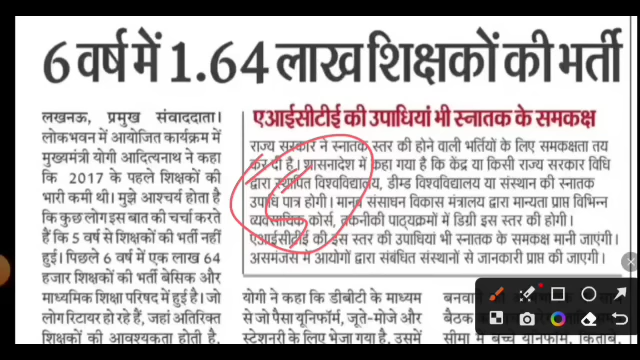 6 वर्ष में 1.64 लाख शिक्षकों की भर्ती
लखनऊ, प्रमुख संवाददाता।
लोकभवन में आयोजित कार्यक्रम में
मुख्यमंत्री योगी आदित्यनाथ ने कहा
कि 2017 के पहले शिक्षकों की
भारी कमी थी। मुझे आश्चर्य होता है
कि कुछ लोग इस बात की चर्चा करते
हैं कि 5 वर्ष से शिक्षकों की भर्ती नहीं
हुई। पिछले 6 वर्ष में एक लाख 64
हजार शिक्षकों की भर्ती बेसिक और
माध्यमिक शिक्षा परिषद में हुई है। जो
लोग रिटायर हो रहे हैं, जहां अतिरिक्त
शिक्षकों की आवश्यकता होती है,
एआईसीटीई की उपाधियां भी स्नातक के समकक्ष
राज्य सरकार ने स्नातक स्तर की होने वाली भर्तियों के लिए समकक्षता तय
कर दी है। शासनादेश में कहा गया है कि केंद्र या किसी राज्य सरकार विधि
द्वारा स्थापित विश्वविद्यालय, डीम्ड विश्वविद्यालय या संस्थान की स्नातक
उपाधि पात्र होगी। मानव संसाधन विकास मंत्रालय द्वारा मान्यता प्राप्त विभिन्न
व्यवसायिक कोर्स, तकनीकी पाठ्यक्रमों में डिग्री इस स्तर की होगी।
एआईसीटीई की इस स्तर की उपाधियां भी स्नातक के समकक्ष मानी जाएंगी।
असमंजस में आयोगों द्वारा संबंधित संस्थानों से जानकारी प्राप्त की जाएगी।
योगी ने कहा कि डीबीटी के माध्यम
से जो पैसा यूनिफॉर्म, जूते-मोजे और
स्टेशनरी के लिए भेजा गया है, उसमें
बनवाने
बैठक
सीमा में बच्चे यूनिफॉर्म, किताबें,